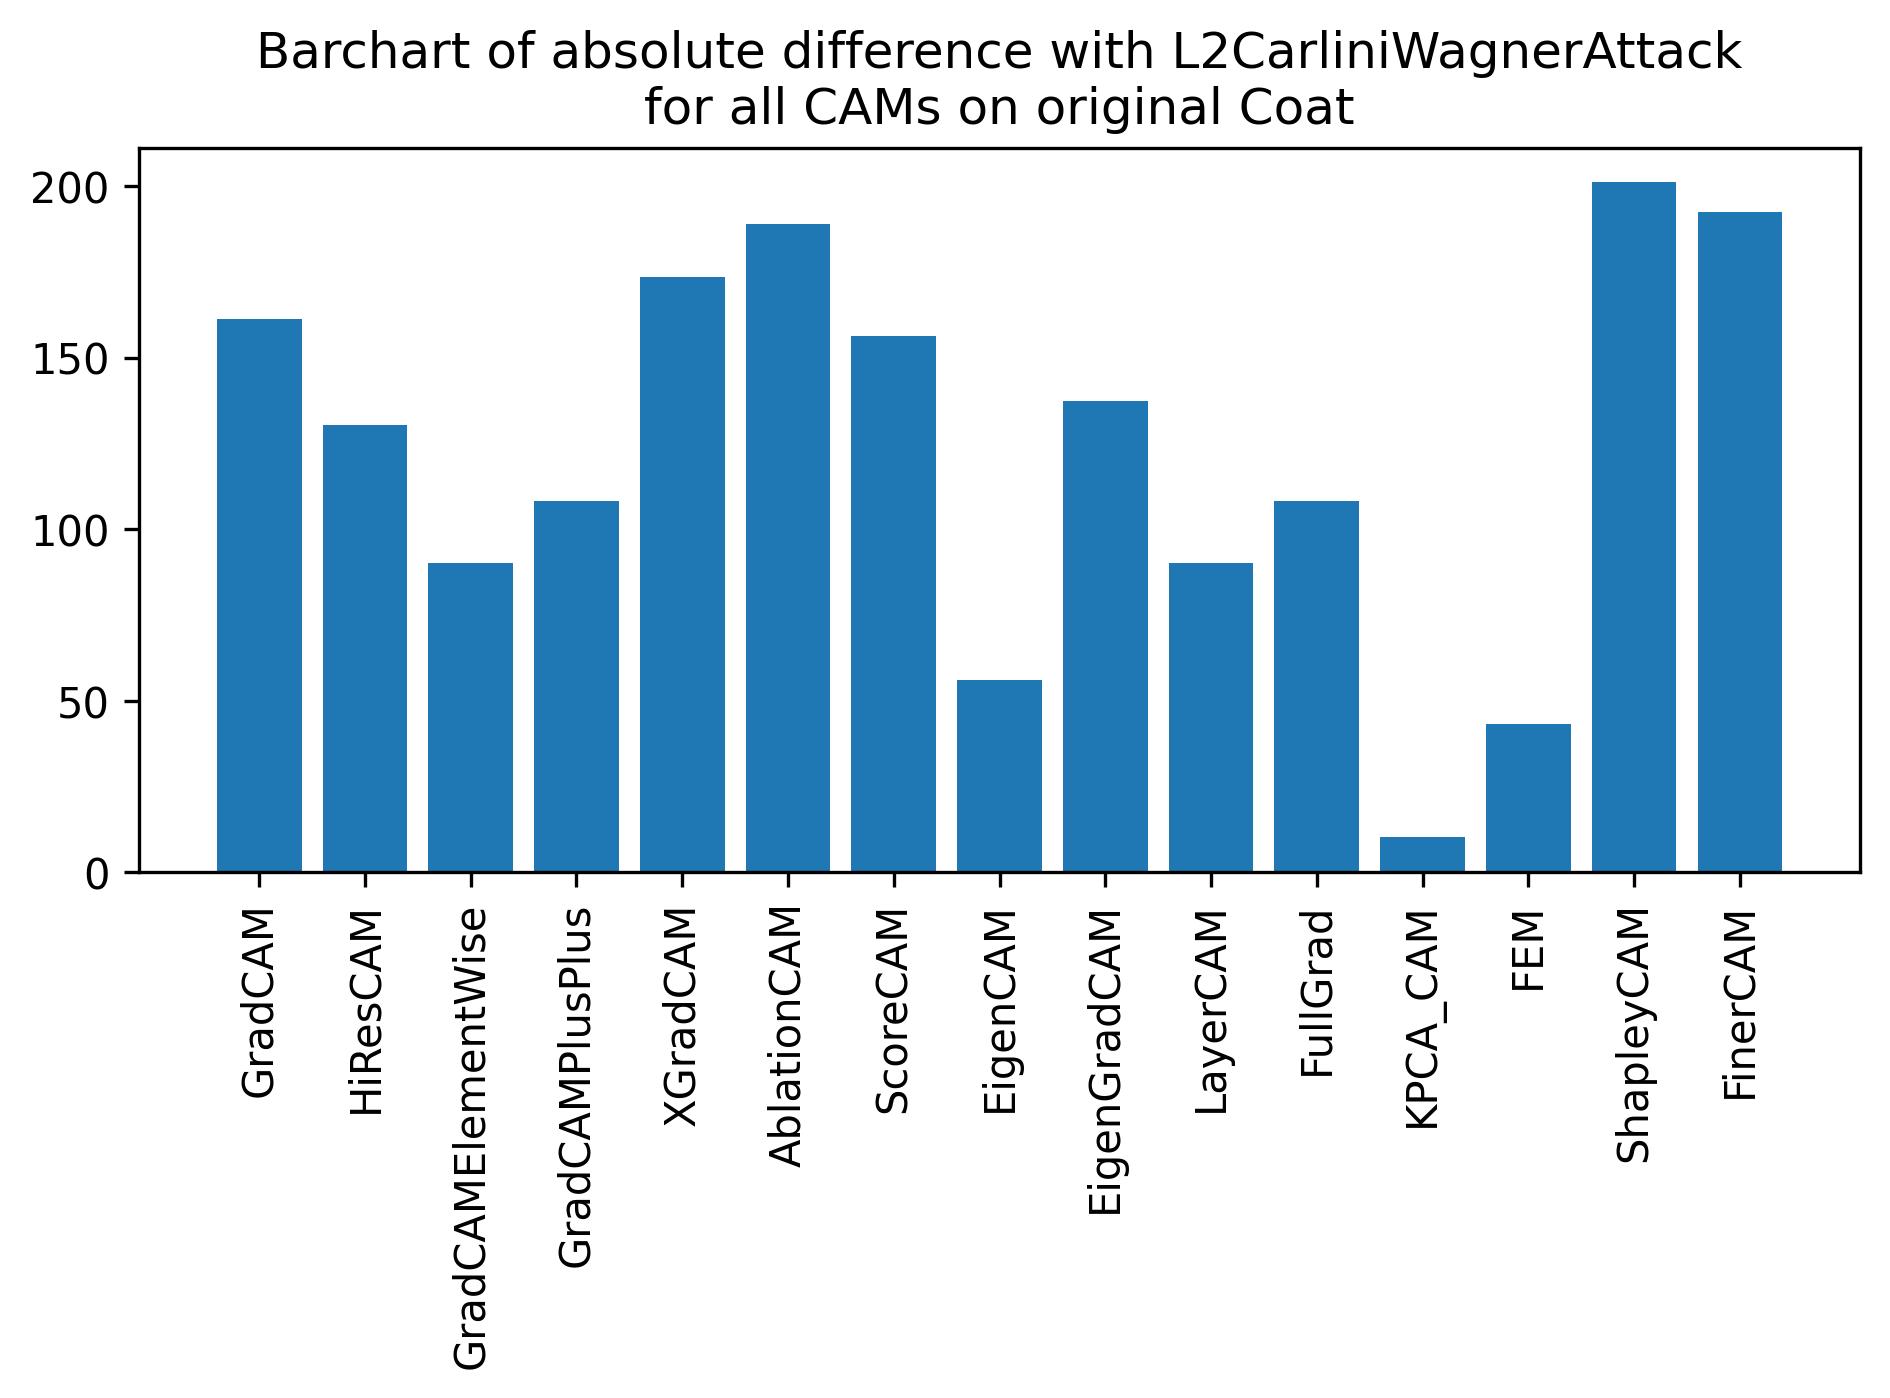 Barchart of absolute difference with L2CarliniWagnerAttack
for all CAMs on original Coat
200
150
100
50
0
GradCAM
HiResCAM
GradCAMElementWise
GradCAMPlusPlus
XGradCAM
AblationCAM
ScoreCAM
EigenCAM
EigenGradCAM
LayerCAM
FullGrad
KPCA_CAM
FEM
ShapleyCAM
FinerCAM